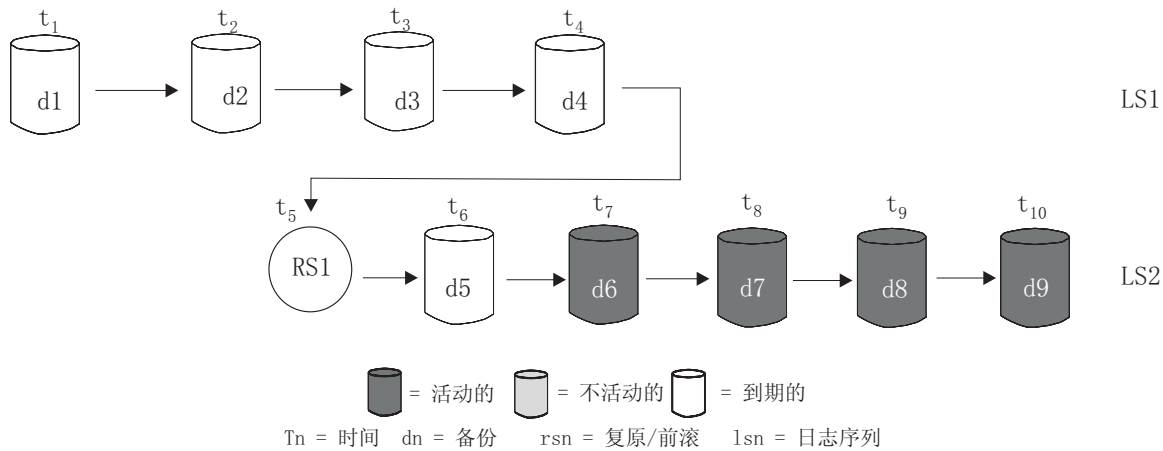 t1 t2 t3 t4
d1 d2 d3 d4 LS1
t5 t6 t7 t8 t9 t10
RS1 d5 d6 d7 d8 d9 LS2
= 活动的 = 不活动的 = 到期的
Tn = 时间 dn = 备份 rsn = 复原/前滚 lsn = 日志序列